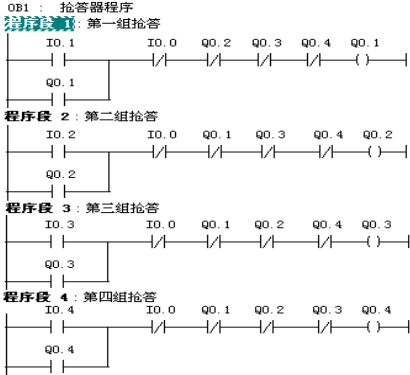 OB1 : 抢答器程序
程序段 1: 第一组抢答
I0.1 I0.0 Q0.2 Q0.3 Q0.4 Q0.1
Q0.1
程序段 2: 第二组抢答
I0.2 I0.0 Q0.1 Q0.3 Q0.4 Q0.2
Q0.2
程序段 3: 第三组抢答
I0.3 I0.0 Q0.1 Q0.2 Q0.4 Q0.3
Q0.3
程序段 4: 第四组抢答
I0.4 I0.0 Q0.1 Q0.2 Q0.3 Q0.4
Q0.4